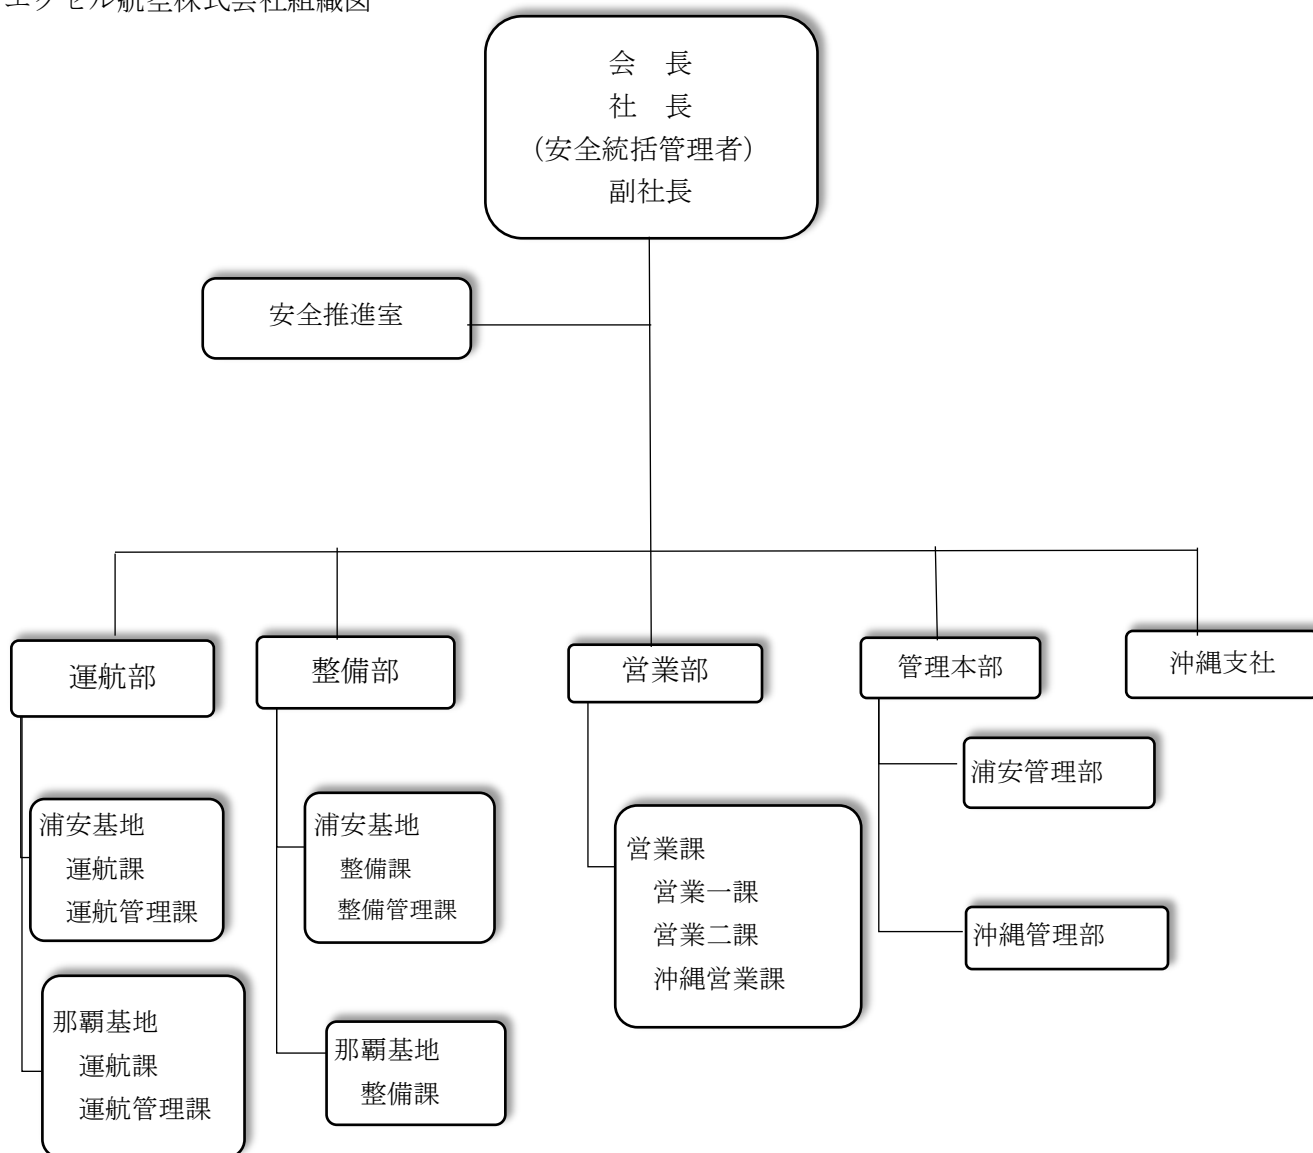 エクセル航空株式会社組織図
会　長
社　長
(安全統括管理者)
副社長
安全推進室
運航部
整備部
営業部
管理本部
沖縄支社
浦安基地
運航課
運航管理課
那覇基地
運航課
運航管理課
浦安基地
整備課
整備管理課
那覇基地
整備課
営業課
営業一課
営業二課
沖縄営業課
浦安管理部
沖縄管理部